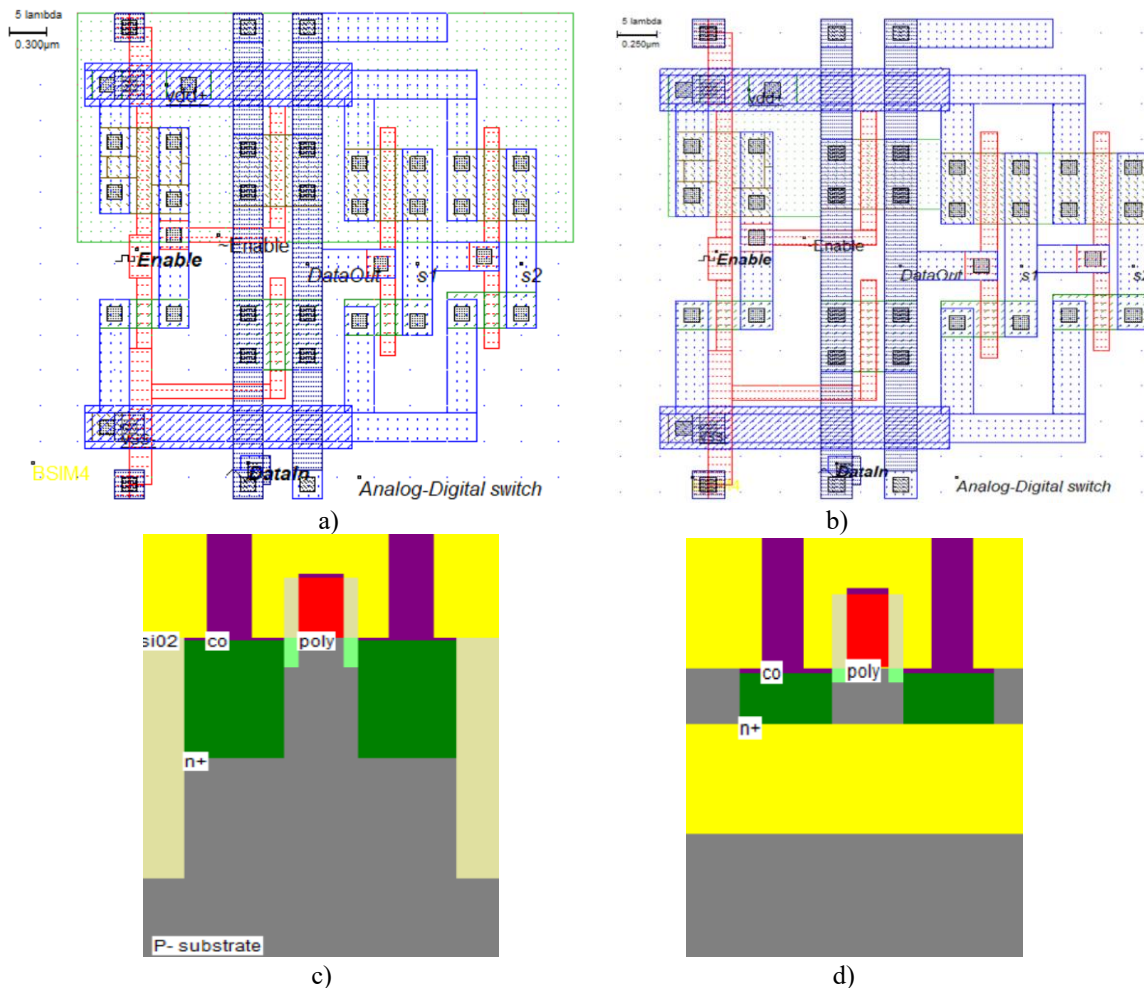 5 lambda
0.300µm
vdd+
Enable
~Enable
DataOut
s1
s2
vss-
BSIM4
DataIn
Analog-Digital switch
a)
5 lambda
0.250µm
vdd+
Enable
~Enable
DataOut
s1
vss-
DataIn
Analog-Digital switch
b)
si02
co
poly
n+
P- substrate
c)
co
poly
n+
d)